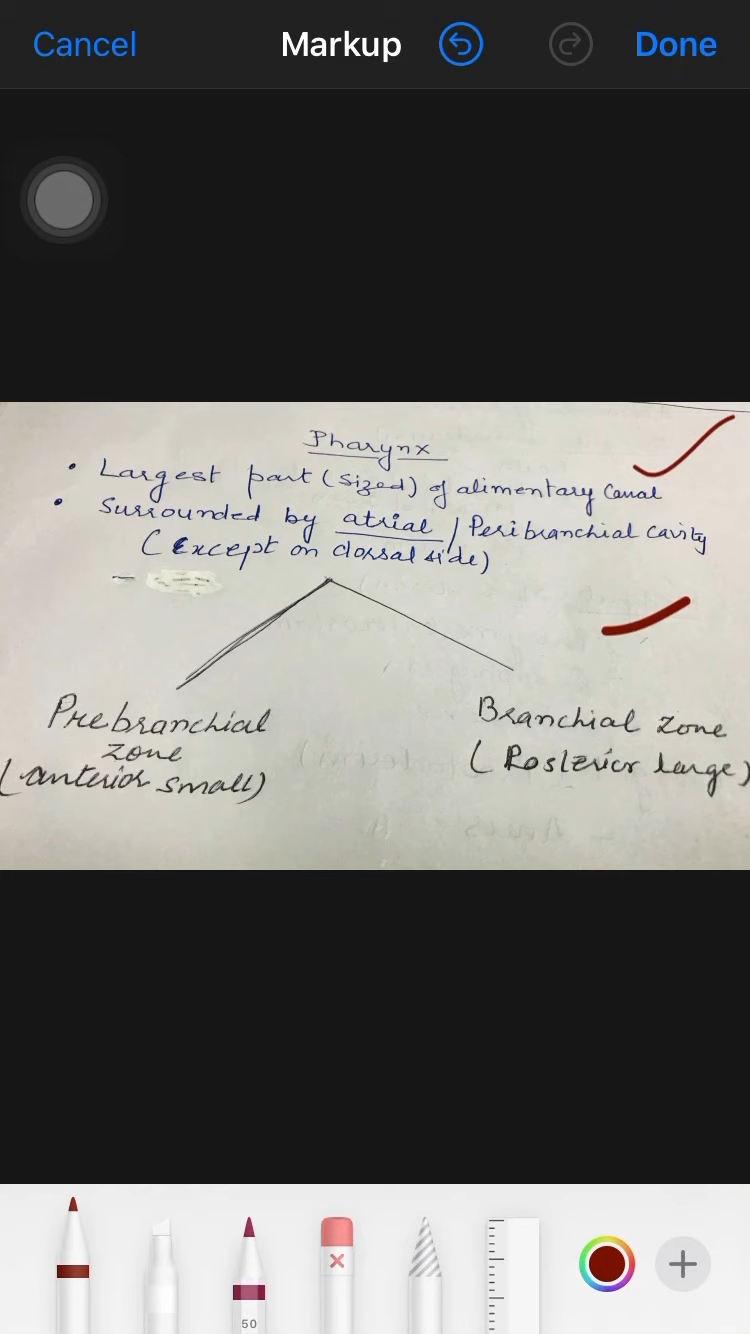 Cancel Markup Done
Pharynx
• Largest part (sized) of alimentary Canal
• Surrounded by atrial / Peribranchial cavity
(Except on dorsal side)
Prebranchial
zone
(anterior small)
Branchial zone
(Posterior large)
50